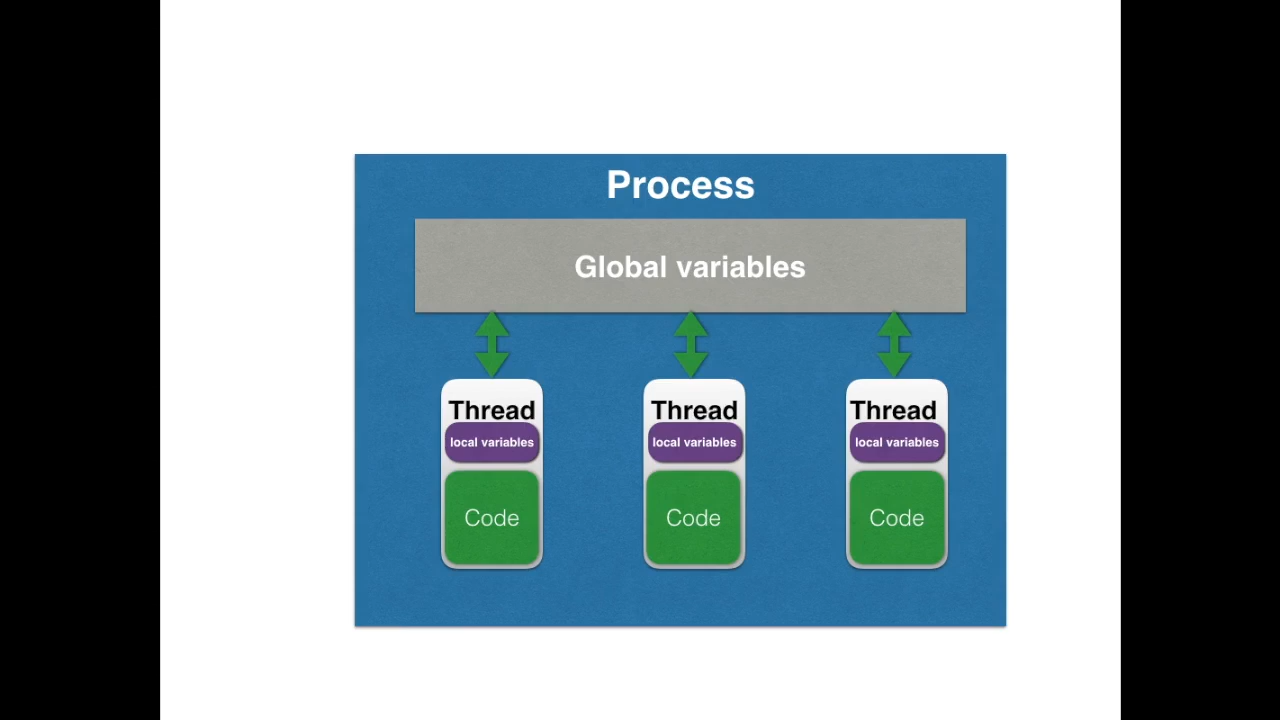 Process
Global variables
Thread
local variables
Code
Thread
local variables
Code
Thread
local variables
Code